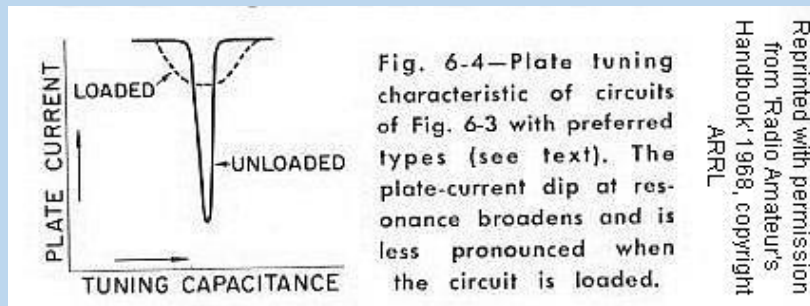 PLATE CURRENT
LOADED
UNLOADED
TUNING CAPACITANCE
Fig. 6-4—Plate tuning
characteristic of circuits
of Fig. 6-3 with preferred
types (see text). The
plate-current dip at res-
onance broadens and is
less pronounced when
the circuit is loaded.
Reprinted with permission
from 'Radio Amateur's
Handbook' 1968, copyright
ARRL